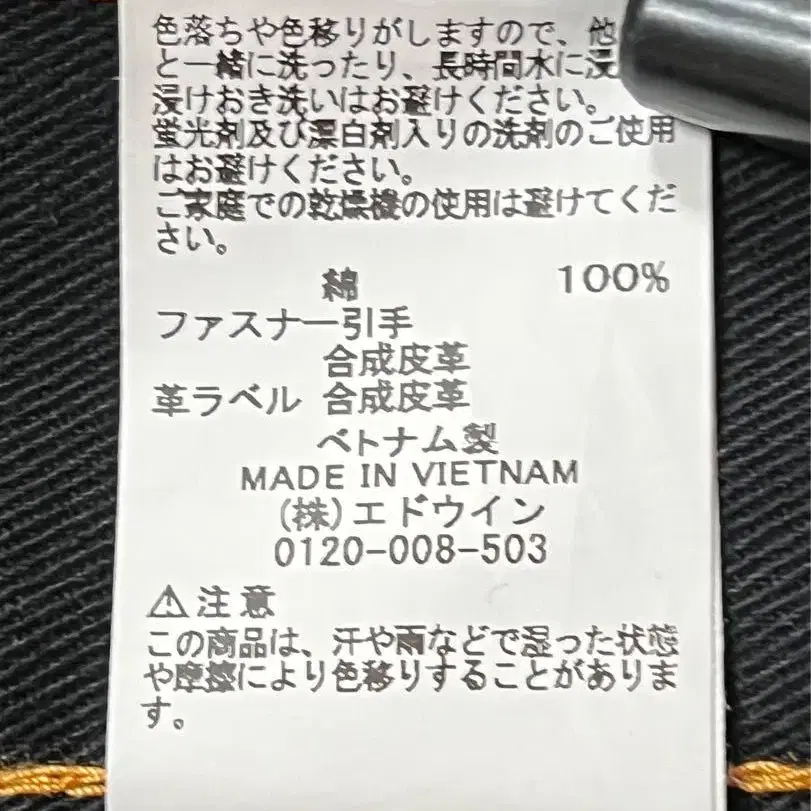 色落ちや色移りがしますので、他
と一緒に洗ったり、長時間水に浸
浸けおき洗いはお避けください。
蛍光剤及び漂白剤入りの洗剤のご使用
はお避けください。
ご家庭での乾燥機の使用は避けてくだ
さい。
綿 100%
ファスナー引手
合成皮革
革ラベル 合成皮革
ベトナム製
MADE IN VIETNAM
(株)エドウイン
0120-008-503
⚠注意
この商品は、汗や雨などで湿った状態
や摩擦により色移りすることがありま
す。